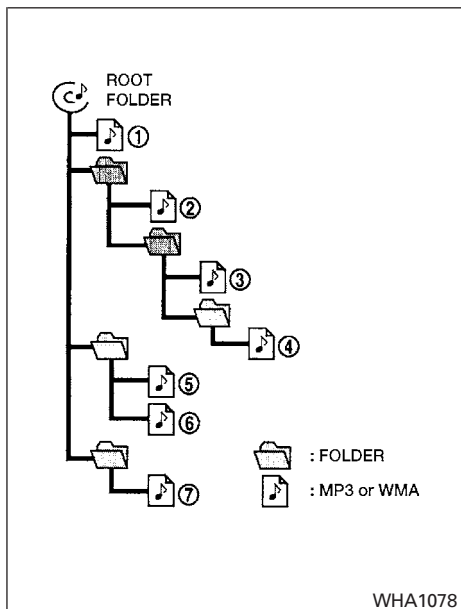 ROOT
FOLDER
①
②
③
④
⑤
⑥
⑦
: FOLDER
: MP3 or WMA
WHA1078